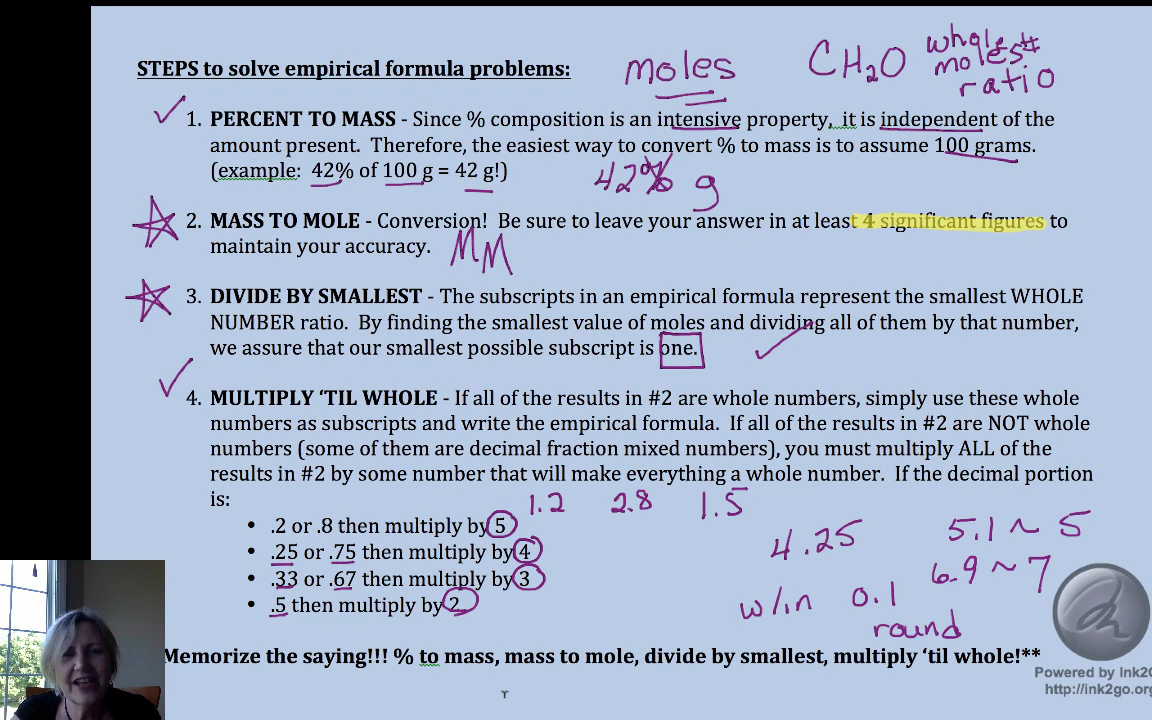 moles CH2O whole #
moles
ratio
STEPS to solve empirical formula problems:
1. PERCENT TO MASS - Since % composition is an intensive property, it is independent of the
amount present. Therefore, the easiest way to convert % to mass is to assume 100 grams.
(example: 42% of 100 g = 42 g!)
42% g
2. MASS TO MOLE - Conversion! Be sure to leave your answer in at least 4 significant figures to
maintain your accuracy.
MM
3. DIVIDE BY SMALLEST - The subscripts in an empirical formula represent the smallest WHOLE
NUMBER ratio. By finding the smallest value of moles and dividing all of them by that number,
we assure that our smallest possible subscript is one.
4. MULTIPLY ‘TIL WHOLE - If all of the results in #2 are whole numbers, simply use these whole
numbers as subscripts and write the empirical formula. If all of the results in #2 are NOT whole
numbers (some of them are decimal fraction mixed numbers), you must multiply ALL of the
results in #2 by some number that will make everything a whole number. If the decimal portion
is:
1.2 2.8 1.5
• .2 or .8 then multiply by 5
• .25 or .75 then multiply by 4
• .33 or .67 then multiply by 3
• .5 then multiply by 2
4.25 5.1 ~ 5
6.9 ~ 7
w/in 0.1
round
Memorize the saying!!! % to mass, mass to mole, divide by smallest, multiply ‘til whole!**
Powered by Ink2G
http://ink2go.org